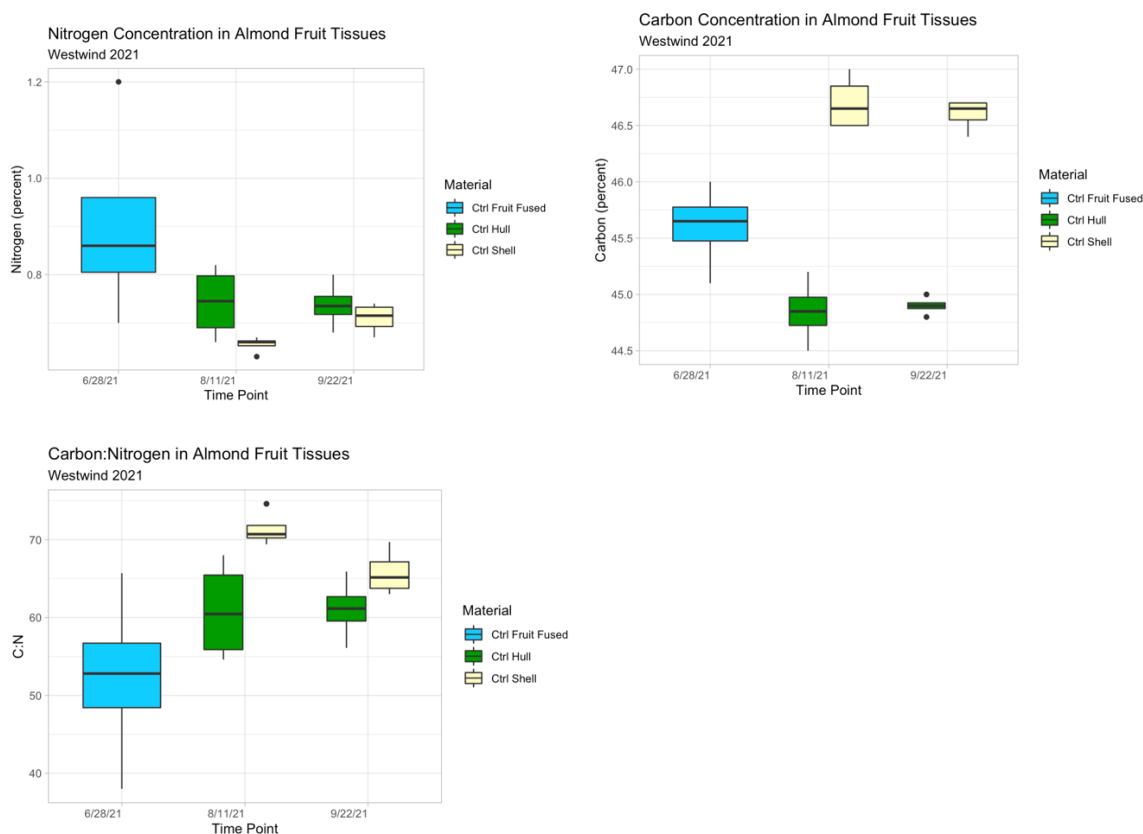 Nitrogen Concentration in Almond Fruit Tissues
Westwind 2021
1.2
1.0
0.8
Nitrogen (percent)
6/28/21
8/11/21
9/22/21
Time Point
Material
Ctrl Fruit Fused
Ctrl Hull
Ctrl Shell
Carbon Concentration in Almond Fruit Tissues
Westwind 2021
47.0
46.5
46.0
45.5
45.0
44.5
Carbon (percent)
6/28/21
8/11/21
9/22/21
Time Point
Material
Ctrl Fruit Fused
Ctrl Hull
Ctrl Shell
Carbon:Nitrogen in Almond Fruit Tissues
Westwind 2021
70
60
50
40
C:N
6/28/21
8/11/21
9/22/21
Time Point
Material
Ctrl Fruit Fused
Ctrl Hull
Ctrl Shell